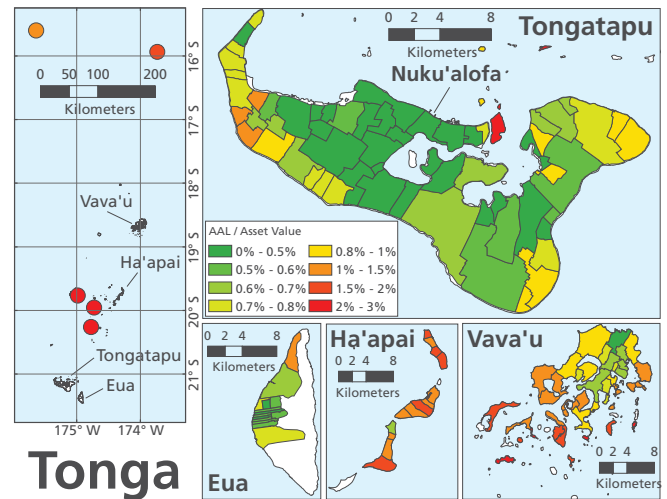 16° S
17° S
18° S
19° S
20° S
21° S
0 50 100 200
Kilometers
Vava'u
Ha'apai
Tongatapu
Eua
175° W 174° W
Tonga
Tongatapu
0 2 4 8
Kilometers
Nuku'alofa
AAL / Asset Value
0% - 0.5%
0.5% - 0.6%
0.6% - 0.7%
0.7% - 0.8%
0.8% - 1%
1% - 1.5%
1.5% - 2%
2% - 3%
0 2 4 8
Kilometers
Eua
Ha'apai
0 2 4 8
Kilometers
Vava'u
0 2 4 8
Kilometers